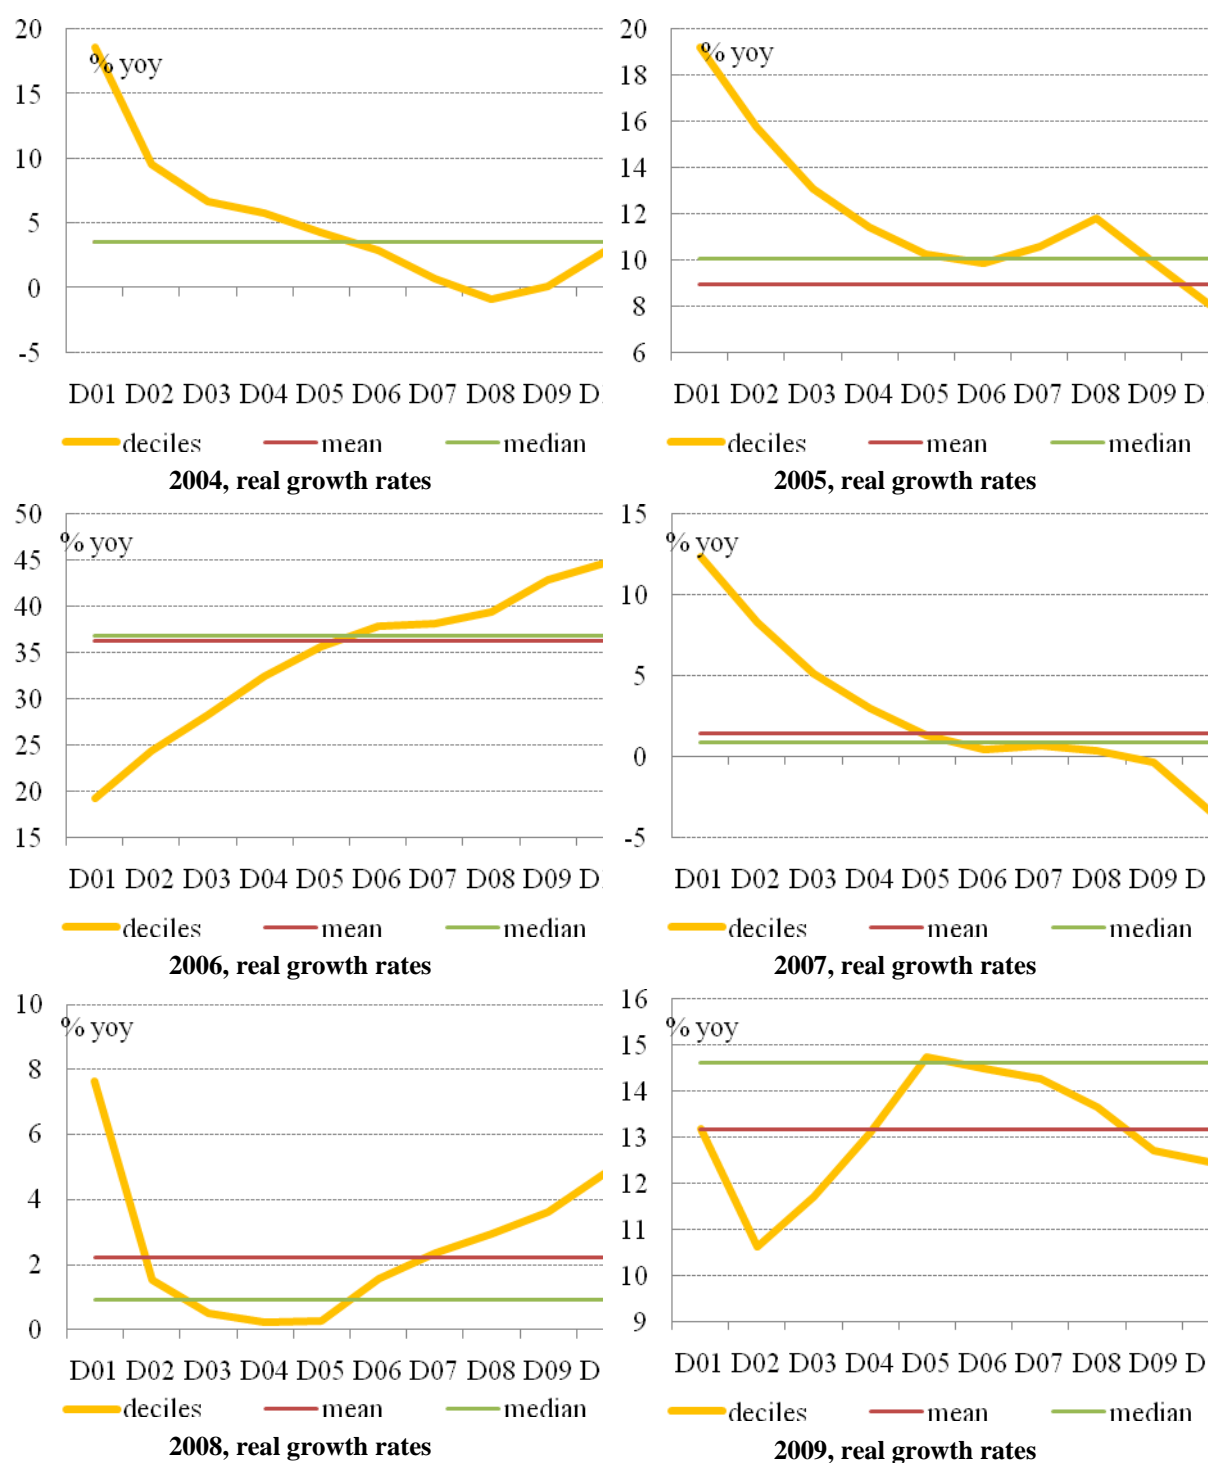 20
% yoy
15
10
5
0
-5
D01 D02 D03 D04 D05 D06 D07 D08 D09 D
deciles mean median
2004, real growth rates
20
% yoy
18
16
14
12
10
8
6
D01 D02 D03 D04 D05 D06 D07 D08 D09 D
deciles mean median
2005, real growth rates
50
% yoy
45
40
35
30
25
20
15
D01 D02 D03 D04 D05 D06 D07 D08 D09 D
deciles mean median
2006, real growth rates
15
% yoy
10
5
0
-5
D01 D02 D03 D04 D05 D06 D07 D08 D09 D
deciles mean median
2007, real growth rates
10
% yoy
8
6
4
2
0
D01 D02 D03 D04 D05 D06 D07 D08 D09 D
deciles mean median
2008, real growth rates
16
% yoy
15
14
13
12
11
10
9
D01 D02 D03 D04 D05 D06 D07 D08 D09 D
deciles mean median
2009, real growth rates